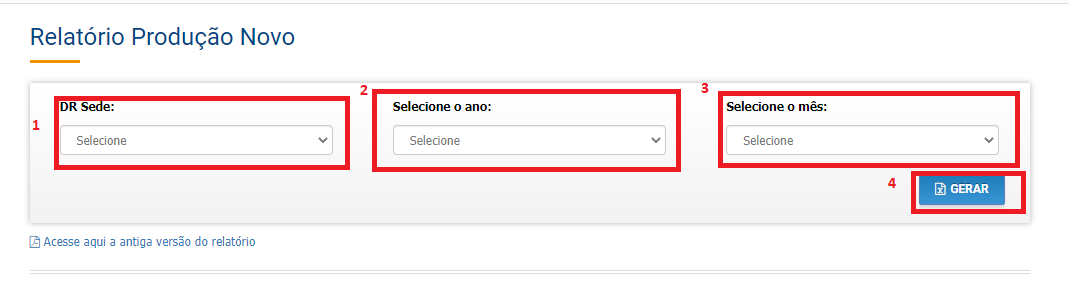 Relatório Produção Novo
1 DR Sede: 2 Selecione o ano: 3 Selecione o mês:
Selecione Selecione Selecione
4 GERAR
Acesse aqui a antiga versão do relatório